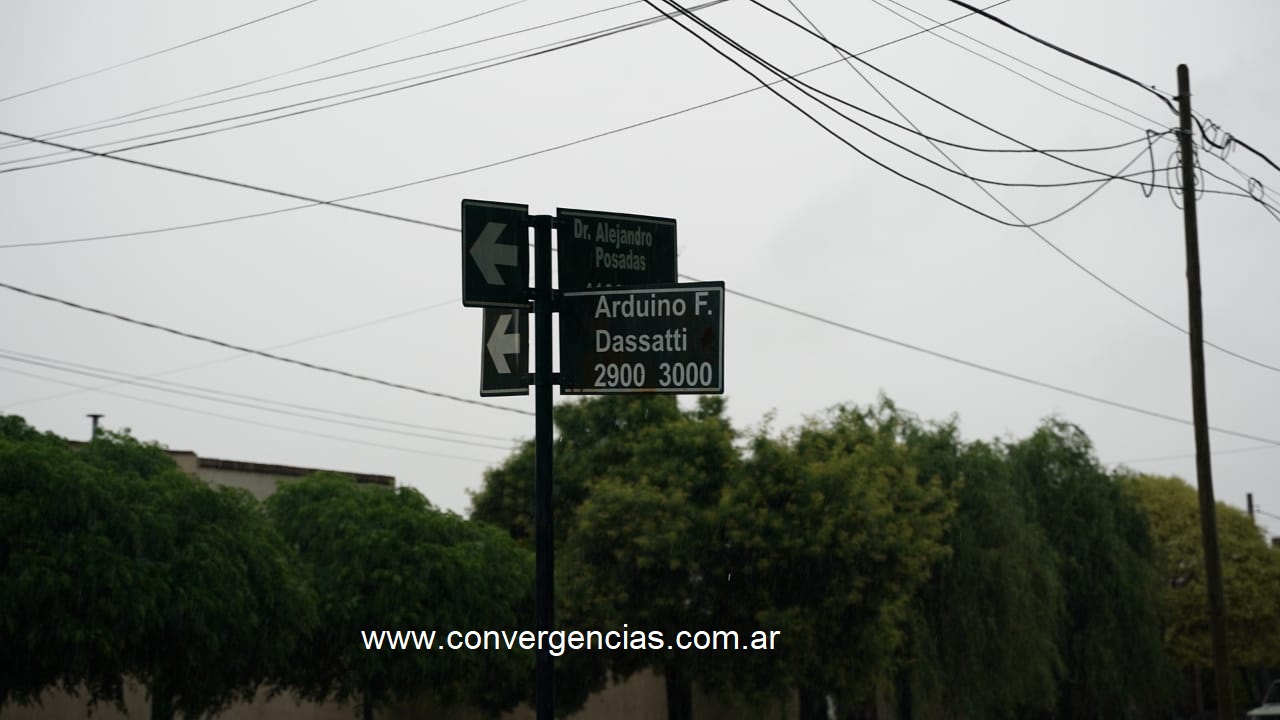 Dr. Alejandro
Posadas
Arduino F.
Dassatti
2900 3000
www.convergencias.com.ar